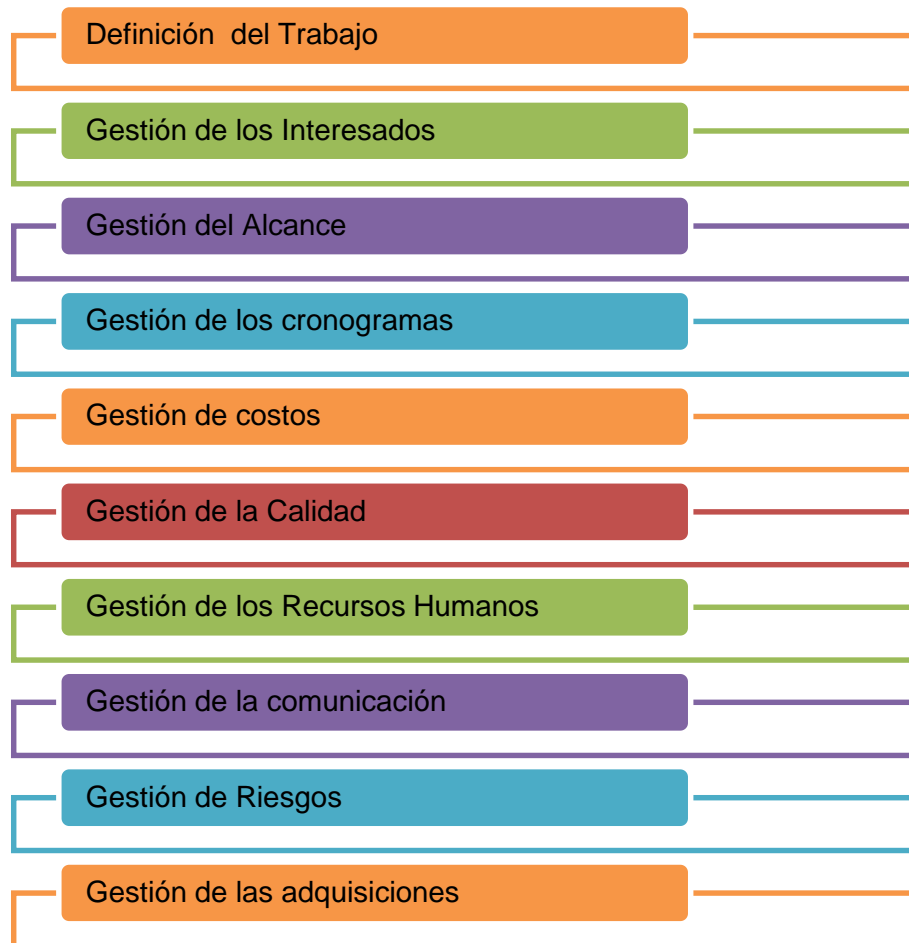 Definición  del Trabajo
Gestión de los Interesados
Gestión del Alcance
Gestión de los cronogramas
Gestión de costos
Gestión de la Calidad
Gestión de los Recursos Humanos
Gestión de la comunicación
Gestión de Riesgos
Gestión de las adquisiciones